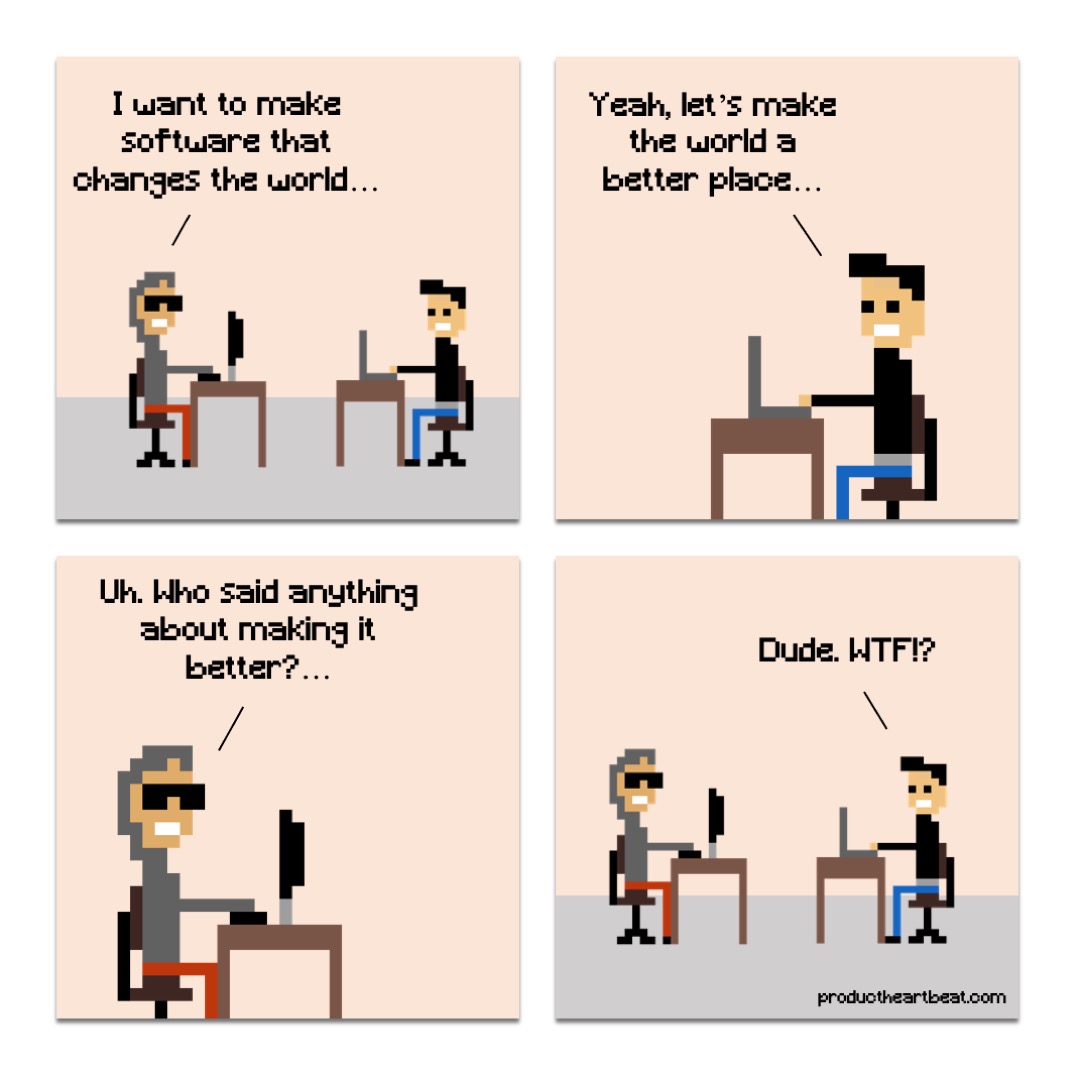 I want to make
software that
changes the world...
Yeah, let's make
the world a
better place...
Uh. Who said anything
about making it
better?...
Dude. WTF!?
productheartbeat.com